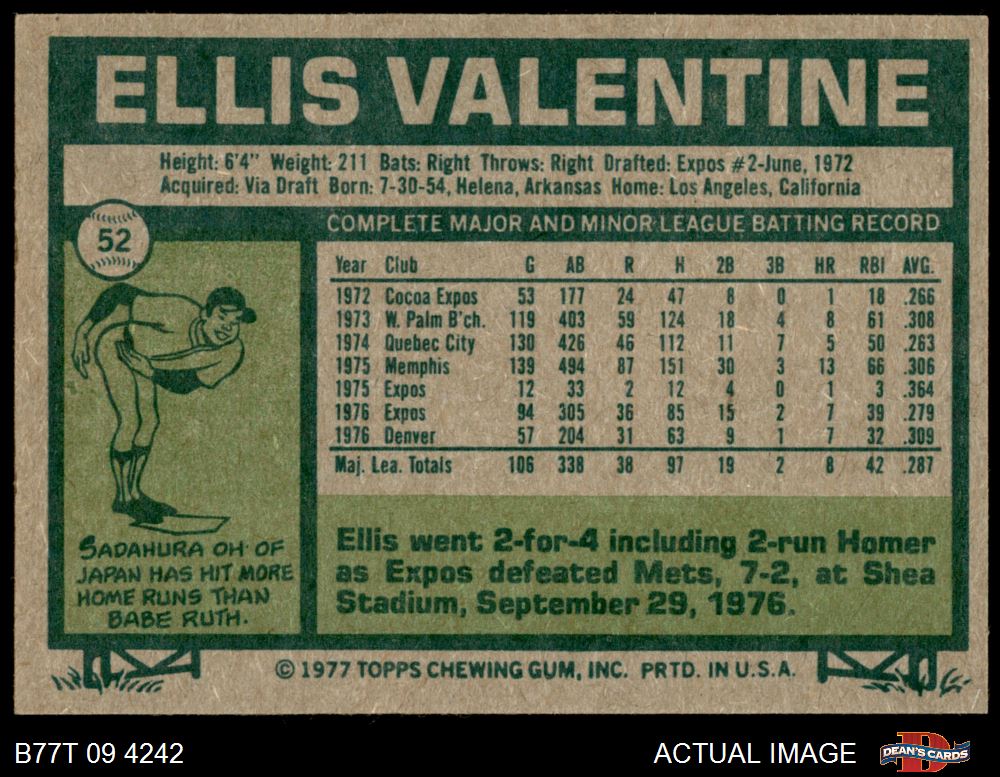 ELLIS VALENTINE
Height: 6'4" Weight: 211 Bats: Right Throws: Right Drafted: Expos #2-June, 1972
Acquired: Via Draft Born: 7-30-54, Helena, Arkansas Home: Los Angeles, California
52
COMPLETE MAJOR AND MINOR LEAGUE BATTING RECORD
Year Club G AB R H 2B 3B HR RBI AVG.
1972 Cocoa Expos 53 177 24 47 8 0 1 18 .266
1973 W. Palm B'ch. 119 403 59 124 18 4 8 61 .308
1974 Quebec City 130 426 46 112 11 7 5 50 .263
1975 Memphis 139 494 87 151 30 3 13 66 .306
1975 Expos 12 33 2 12 4 0 1 3 .364
1976 Expos 94 305 36 85 15 2 7 39 .279
1976 Denver 57 204 31 63 9 1 7 32 .309
Maj. Lea. Totals 106 338 38 97 19 2 8 42 .287
SADAHURA OH OF
JAPAN HAS HIT MORE
HOME RUNS THAN
BABE RUTH.
Ellis went 2-for-4 including 2-run Homer
as Expos defeated Mets, 7-2, at Shea
Stadium, September 29, 1976.
© 1977 TOPPS CHEWING GUM, INC. PRTD. IN U.S.A.
B77T 09 4242
ACTUAL IMAGE
D
DEAN'S CARDS